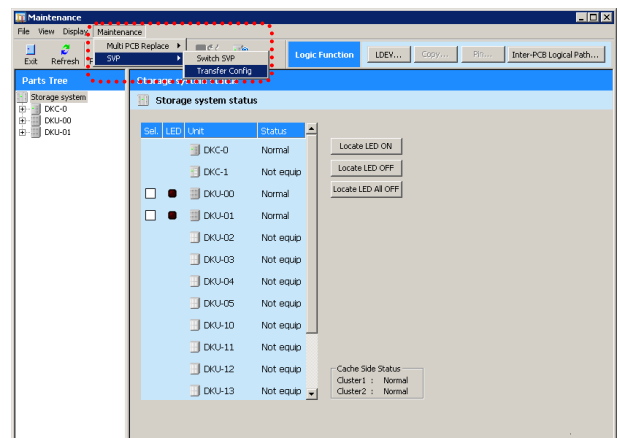 Maintenance
File View Display Maintenance
Multi PCB Replace
SVP
Switch SVP
Transfer Config
Exit Refresh
Logic Function LDEV... Copy... Pin... Inter-PCB Logical Path...
Parts Tree
Storage system
DKC-0
DKU-00
DKU-01
Storage system status
Sel. LED Unit Status
DKC-0 Normal
DKC-1 Not equip
DKU-00 Normal
DKU-01 Normal
DKU-02 Not equip
DKU-03 Not equip
DKU-04 Not equip
DKU-05 Not equip
DKU-10 Not equip
DKU-11 Not equip
DKU-12 Not equip
DKU-13 Not equip
Locate LED ON
Locate LED OFF
Locate LED All OFF
Cache Side Status
Cluster1 : Normal
Cluster2 : Normal